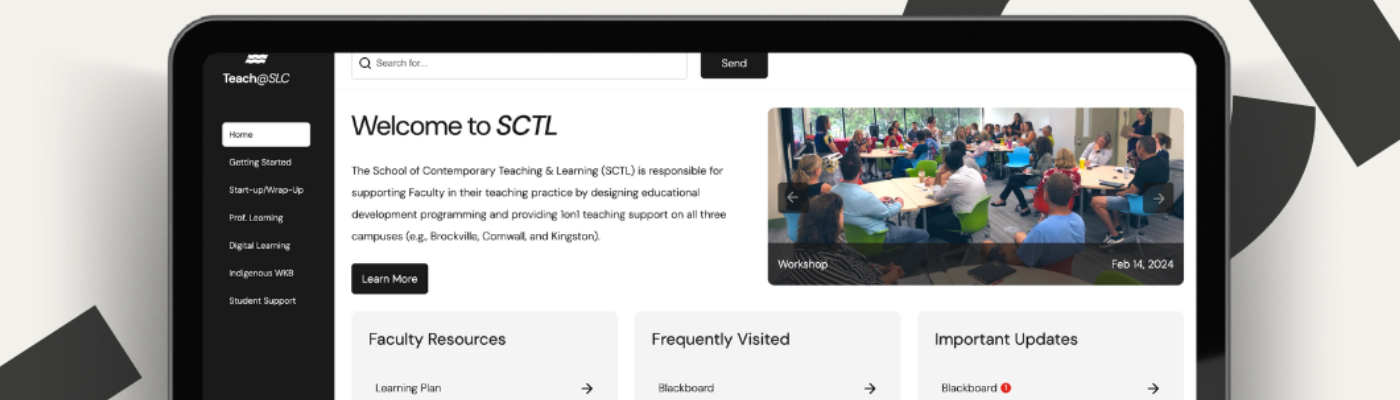 Teach@SLC
Search for...
Send
Home
Getting Started
Start-up/Wrap-Up
Prof. Learning
Digital Learning
Indigenous WKB
Student Support
Welcome to SCTL
The School of Contemporary Teaching & Learning (SCTL) is responsible for
supporting Faculty in their teaching practice by designing educational
development programming and providing 1on1 teaching support on all three
campuses (e.g., Brockville, Cornwall, and Kingston).
Learn More
Workshop
Feb 14, 2024
Faculty Resources
Learning Plan
Frequently Visited
Blackboard
Important Updates
Blackboard 1